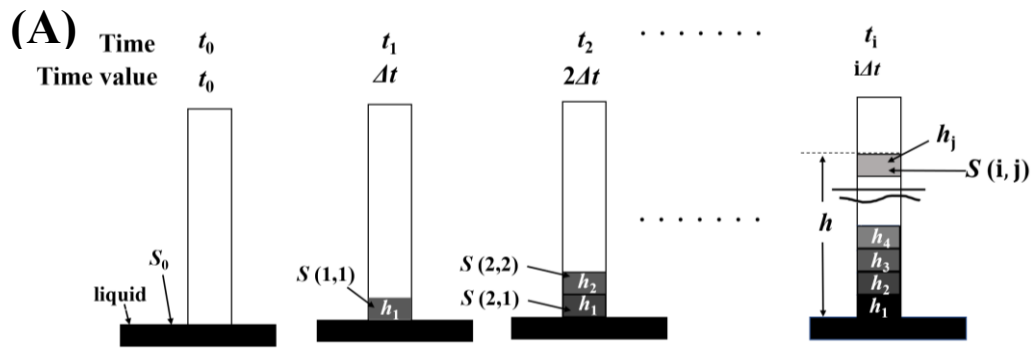 (A)
Time t₀ t₁ t₂ . . . . . . . tᵢ
Time value t₀ Δt 2Δt iΔt
hⱼ
S (i, j)
h
S₀
liquid
S (1,1)
h₁
S (2,2)
h₂
S (2,1)
h₁
. . . . . . .
h₄
h₃
h₂
h₁